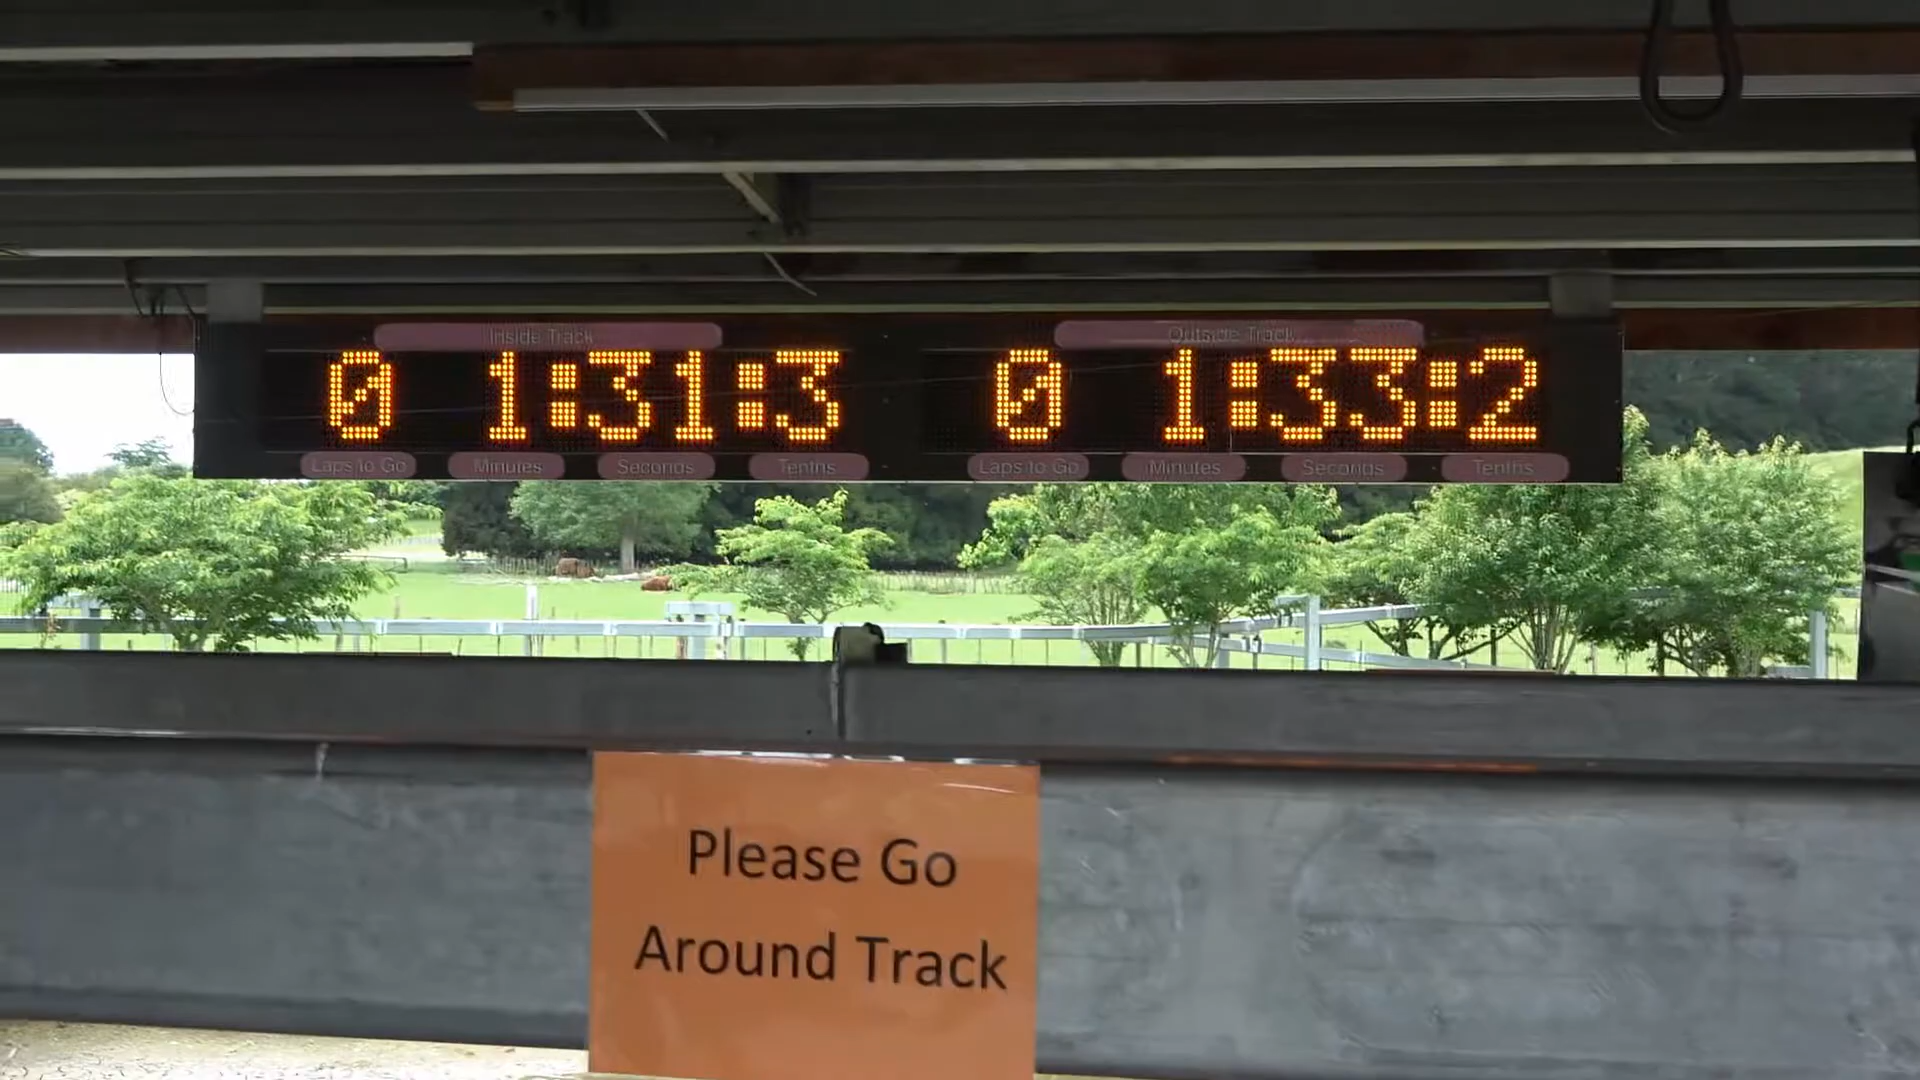 Inside Track
Outside Track
0 1:31:3
0 1:33:2
Laps to Go Minutes Seconds Tenths
Laps to Go Minutes Seconds Tenths
Please Go
Around Track